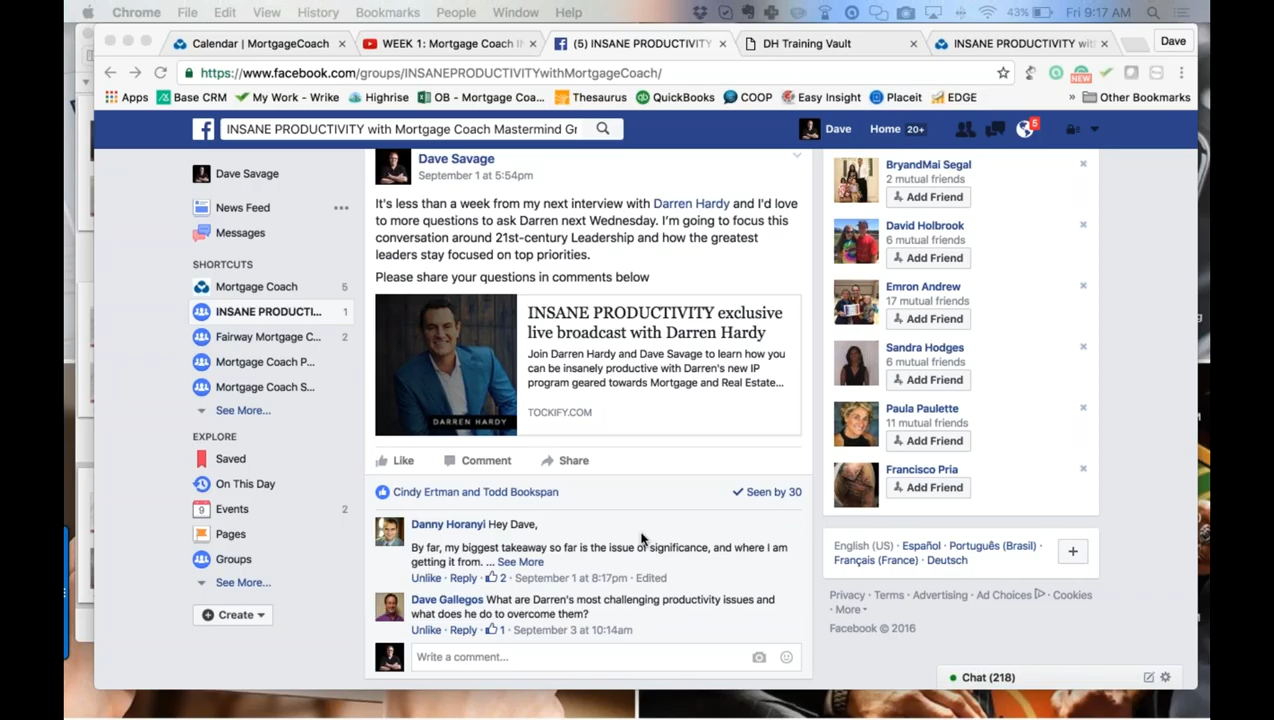 Chrome File Edit View History Bookmarks People Window Help 43% Fri 9:17 AM
Calendar | MortgageCoach
WEEK 1: Mortgage Coach I
(5) INSANE PRODUCTIVITY
DH Training Vault
INSANE PRODUCTIVITY wit
Dave
https://www.facebook.com/groups/INSANEPRODUCTIVITYwithMortgageCoach/
NEW
Apps Base CRM My Work - Wrike Highrise OB - Mortgage Coa... Thesaurus QuickBooks COOP Easy Insight Placeit EDGE » Other Bookmarks
INSANE PRODUCTIVITY with Mortgage Coach Mastermind Gr
Dave Home 20+ 5
Dave Savage
News Feed
Messages
SHORTCUTS
Mortgage Coach 5
INSANE PRODUCTI... 1
Fairway Mortgage C... 2
Mortgage Coach P...
Mortgage Coach S...
See More...
EXPLORE
Saved
On This Day
9 Events 2
Pages
Groups
See More...
Create
Dave Savage
September 1 at 5:54pm
It's less than a week from my next interview with Darren Hardy and I'd love
to more questions to ask Darren next Wednesday. I'm going to focus this
conversation around 21st-century Leadership and how the greatest
leaders stay focused on top priorities.
Please share your questions in comments below
DARREN HARDY
INSANE PRODUCTIVITY exclusive
live broadcast with Darren Hardy
Join Darren Hardy and Dave Savage to learn how you
can be insanely productive with Darren's new IP
program geared towards Mortgage and Real Estate...
TOCKIFY.COM
Like Comment Share
Cindy Ertman and Todd Bookspan ✓ Seen by 30
Danny Horanyi Hey Dave,
By far, my biggest takeaway so far is the issue of significance, and where I am
getting it from. ... See More
Unlike · Reply · 2 · September 1 at 8:17pm · Edited
Dave Gallegos What are Darren's most challenging productivity issues and
what does he do to overcome them?
Unlike · Reply · 1 · September 3 at 10:14am
Write a comment...
BryandMai Segal
2 mutual friends
Add Friend
David Holbrook
6 mutual friends
Add Friend
Emron Andrew
17 mutual friends
Add Friend
Sandra Hodges
6 mutual friends
Add Friend
Paula Paulette
11 mutual friends
Add Friend
Francisco Pria
Add Friend
English (US) · Español · Português (Brasil) ·
Français (France) · Deutsch
Privacy · Terms · Advertising · Ad Choices · Cookies
· More
Facebook © 2016
Chat (218)